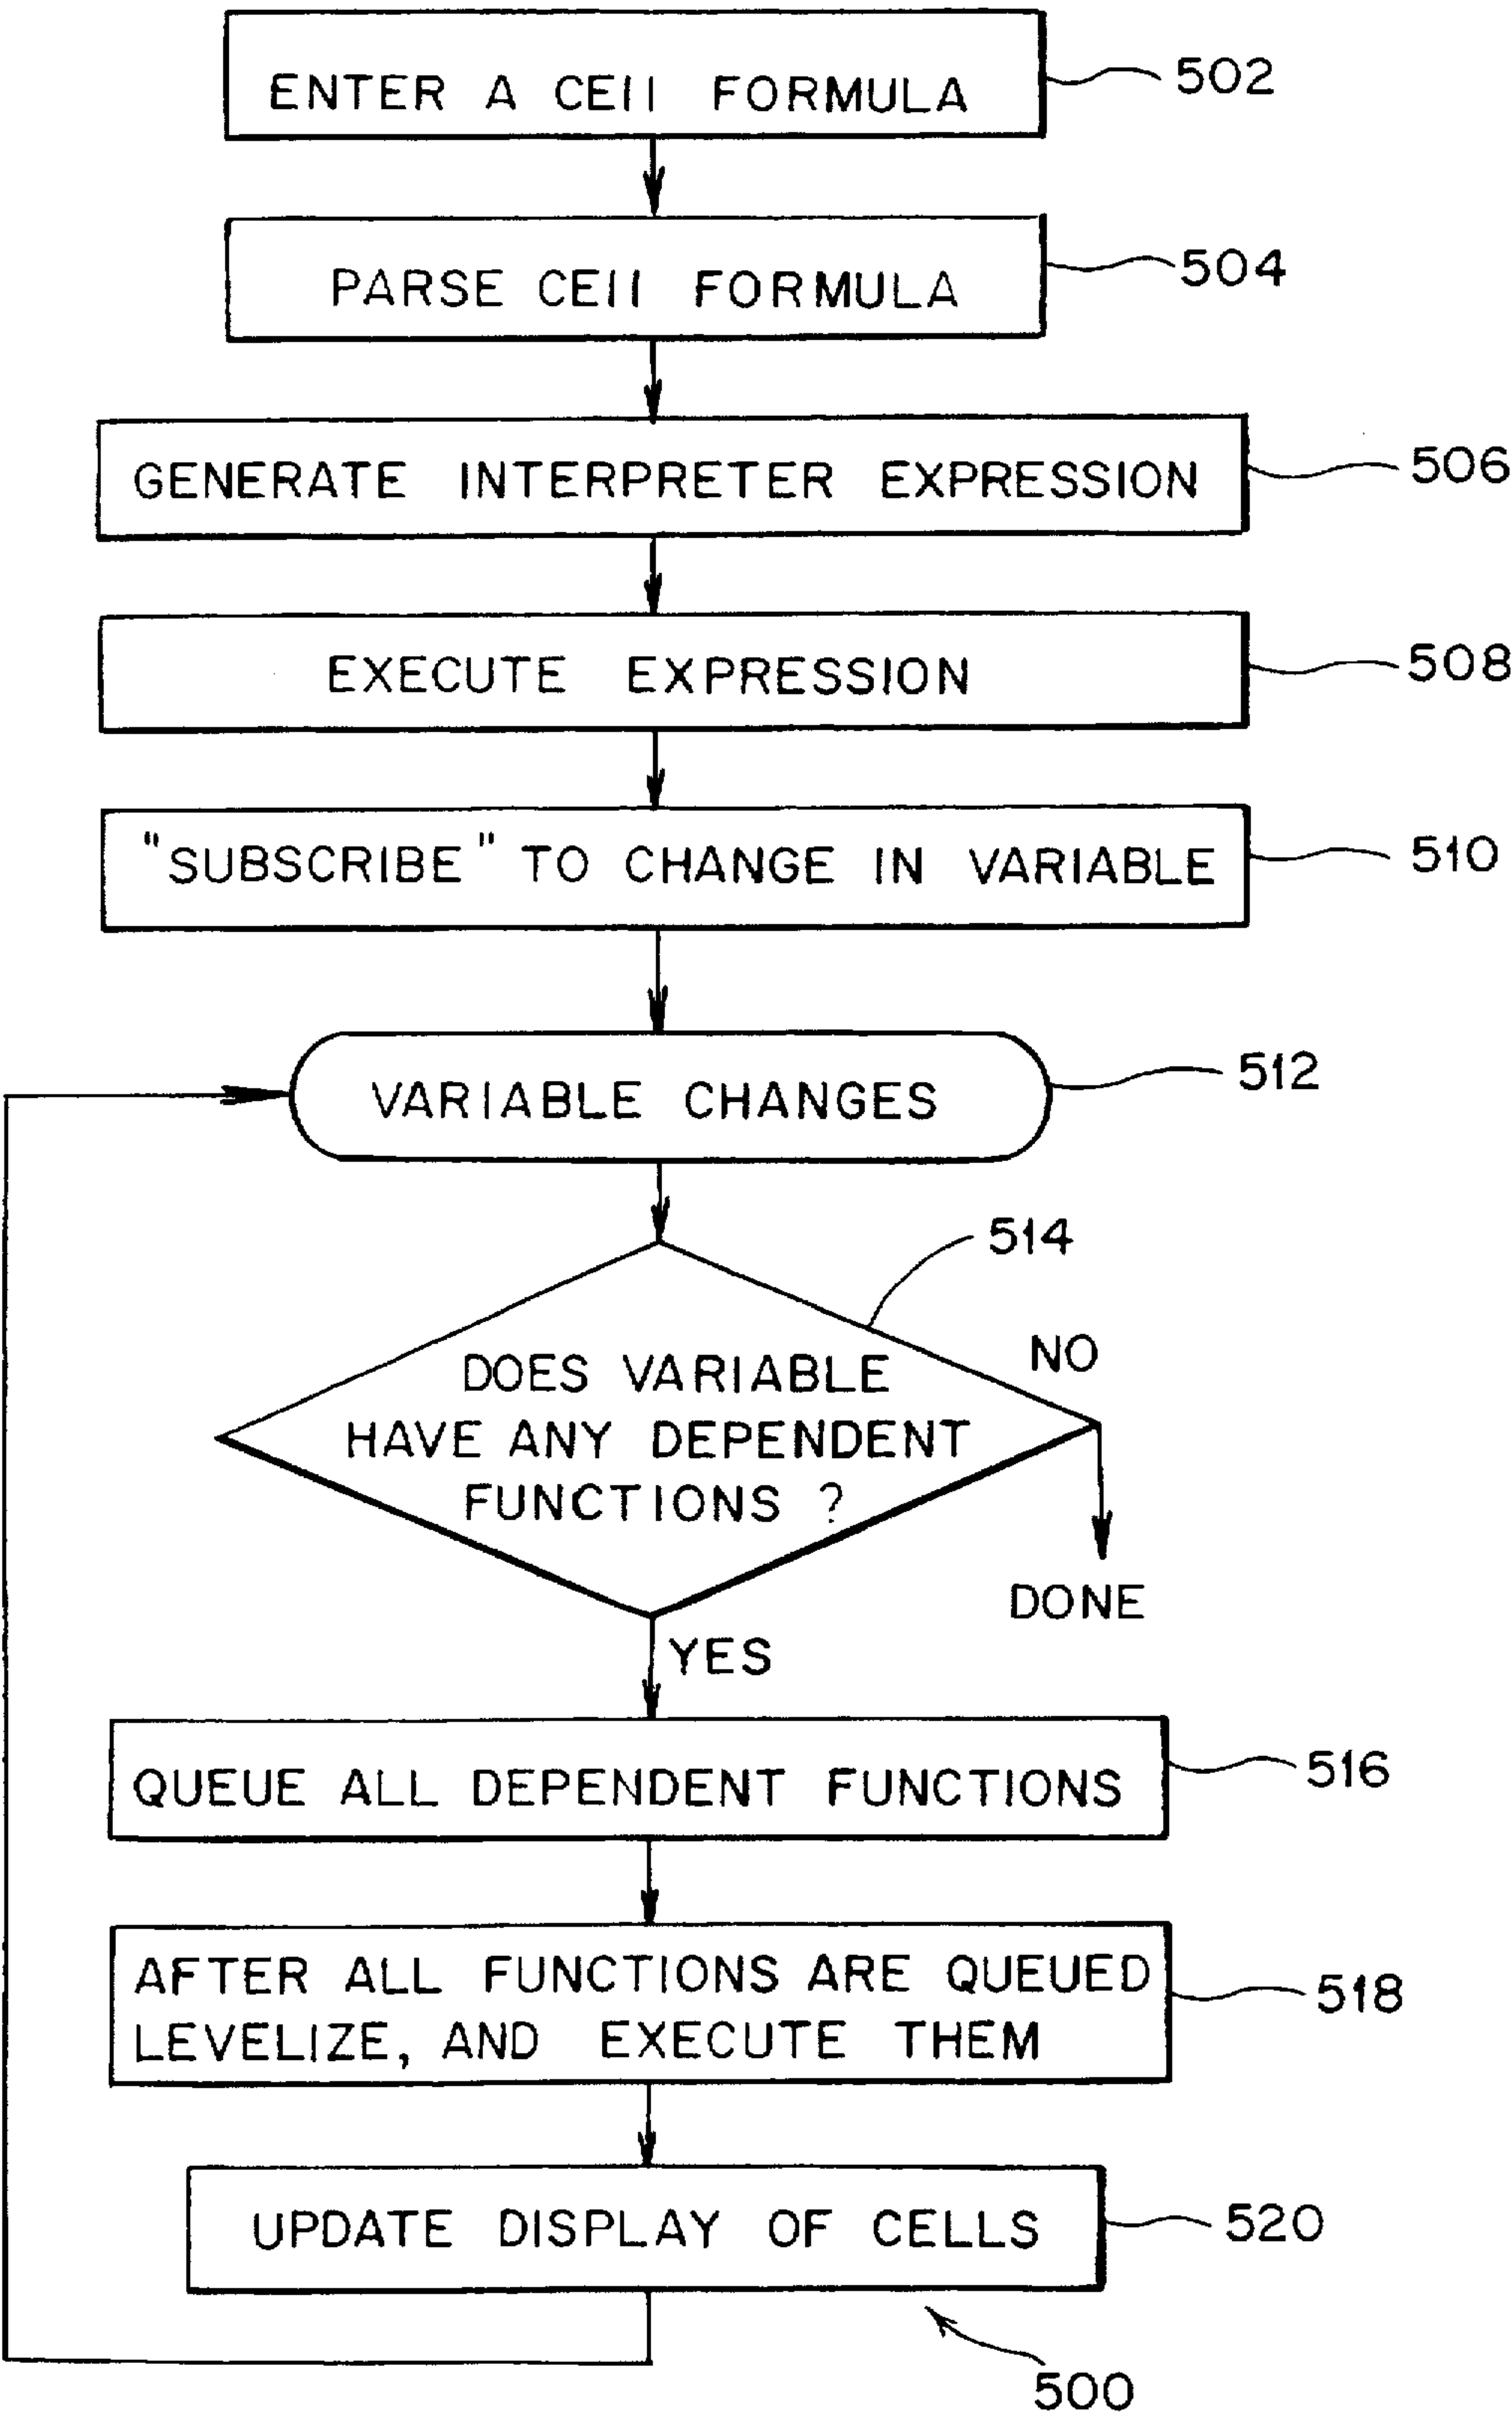 ENTER A CEII FORMULA
502
PARSE CEII FORMULA
504
GENERATE INTERPRETER EXPRESSION
506
EXECUTE EXPRESSION
508
"SUBSCRIBE" TO CHANGE IN VARIABLE
510
VARIABLE CHANGES
512
514
DOES VARIABLE
HAVE ANY DEPENDENT
FUNCTIONS ?
NO
DONE
YES
QUEUE ALL DEPENDENT FUNCTIONS
516
AFTER ALL FUNCTIONS ARE QUEUED
LEVELIZE, AND EXECUTE THEM
518
UPDATE DISPLAY OF CELLS
520
500